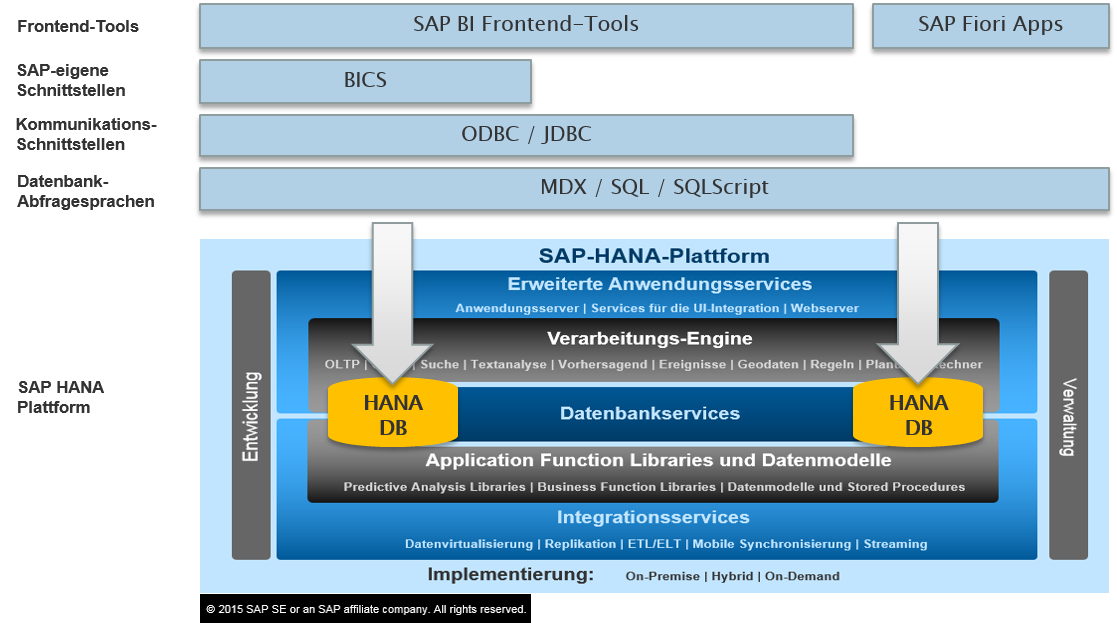 Frontend-Tools
SAP BI Frontend-Tools
SAP Fiori Apps
SAP-eigene
Schnittstellen
BICS
Kommunikations-
Schnittstellen
ODBC / JDBC
Datenbank-
Abfragesprachen
MDX / SQL / SQLScript
SAP HANA
Plattform
SAP-HANA-Plattform
Entwicklung
Verwaltung
Erweiterte Anwendungsservices
Anwendungsserver | Services für die UI-Integration | Webserver
Verarbeitungs-Engine
OLTP | Suche | Textanalyse | Vorhersagend | Ereignisse | Geodaten | Regeln |
HANA
DB
Datenbankservices
HANA
DB
Application Function Libraries und Datenmodelle
Predictive Analysis Libraries | Business Function Libraries | Datenmodelle und Stored Procedures
Integrationsservices
Datenvirtualisierung | Replikation | ETL/ELT | Mobile Synchronisierung | Streaming
Implementierung: On-Premise | Hybrid | On-Demand
© 2015 SAP SE or an SAP affiliate company. All rights reserved.